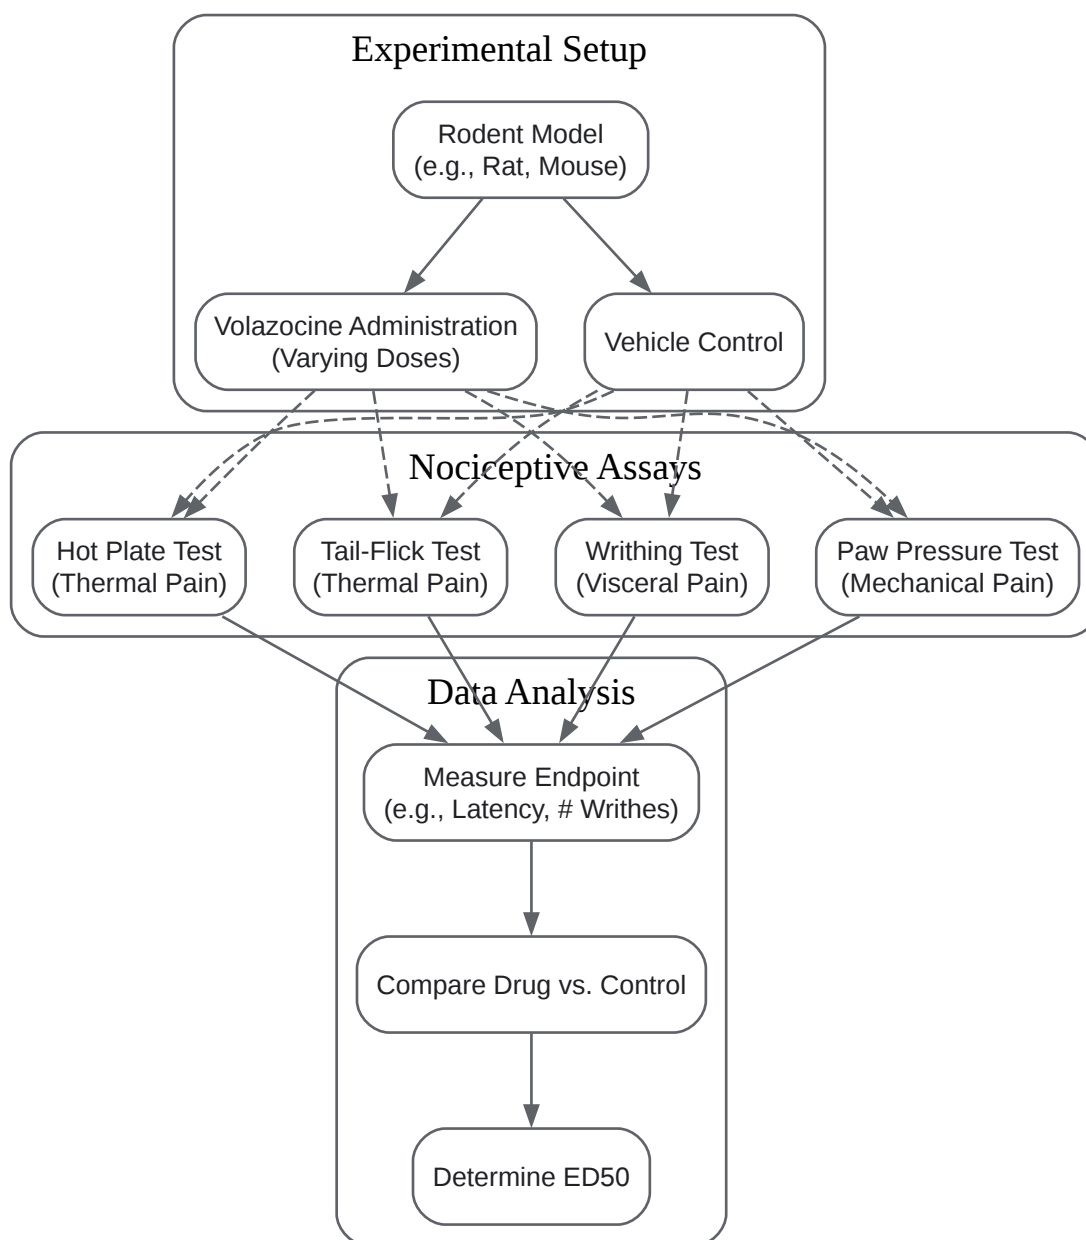 Experimental Setup
Rodent Model
(e.g., Rat, Mouse)
Volazocine Administration
(Varying Doses)
Vehicle Control
Nociceptive Assays
Hot Plate Test
(Thermal Pain)
Tail-Flick Test
(Thermal Pain)
Writhing Test
(Visceral Pain)
Paw Pressure Test
(Mechanical Pain)
Data Analysis
Measure Endpoint
(e.g., Latency, # Writhes)
Compare Drug vs. Control
Determine ED50